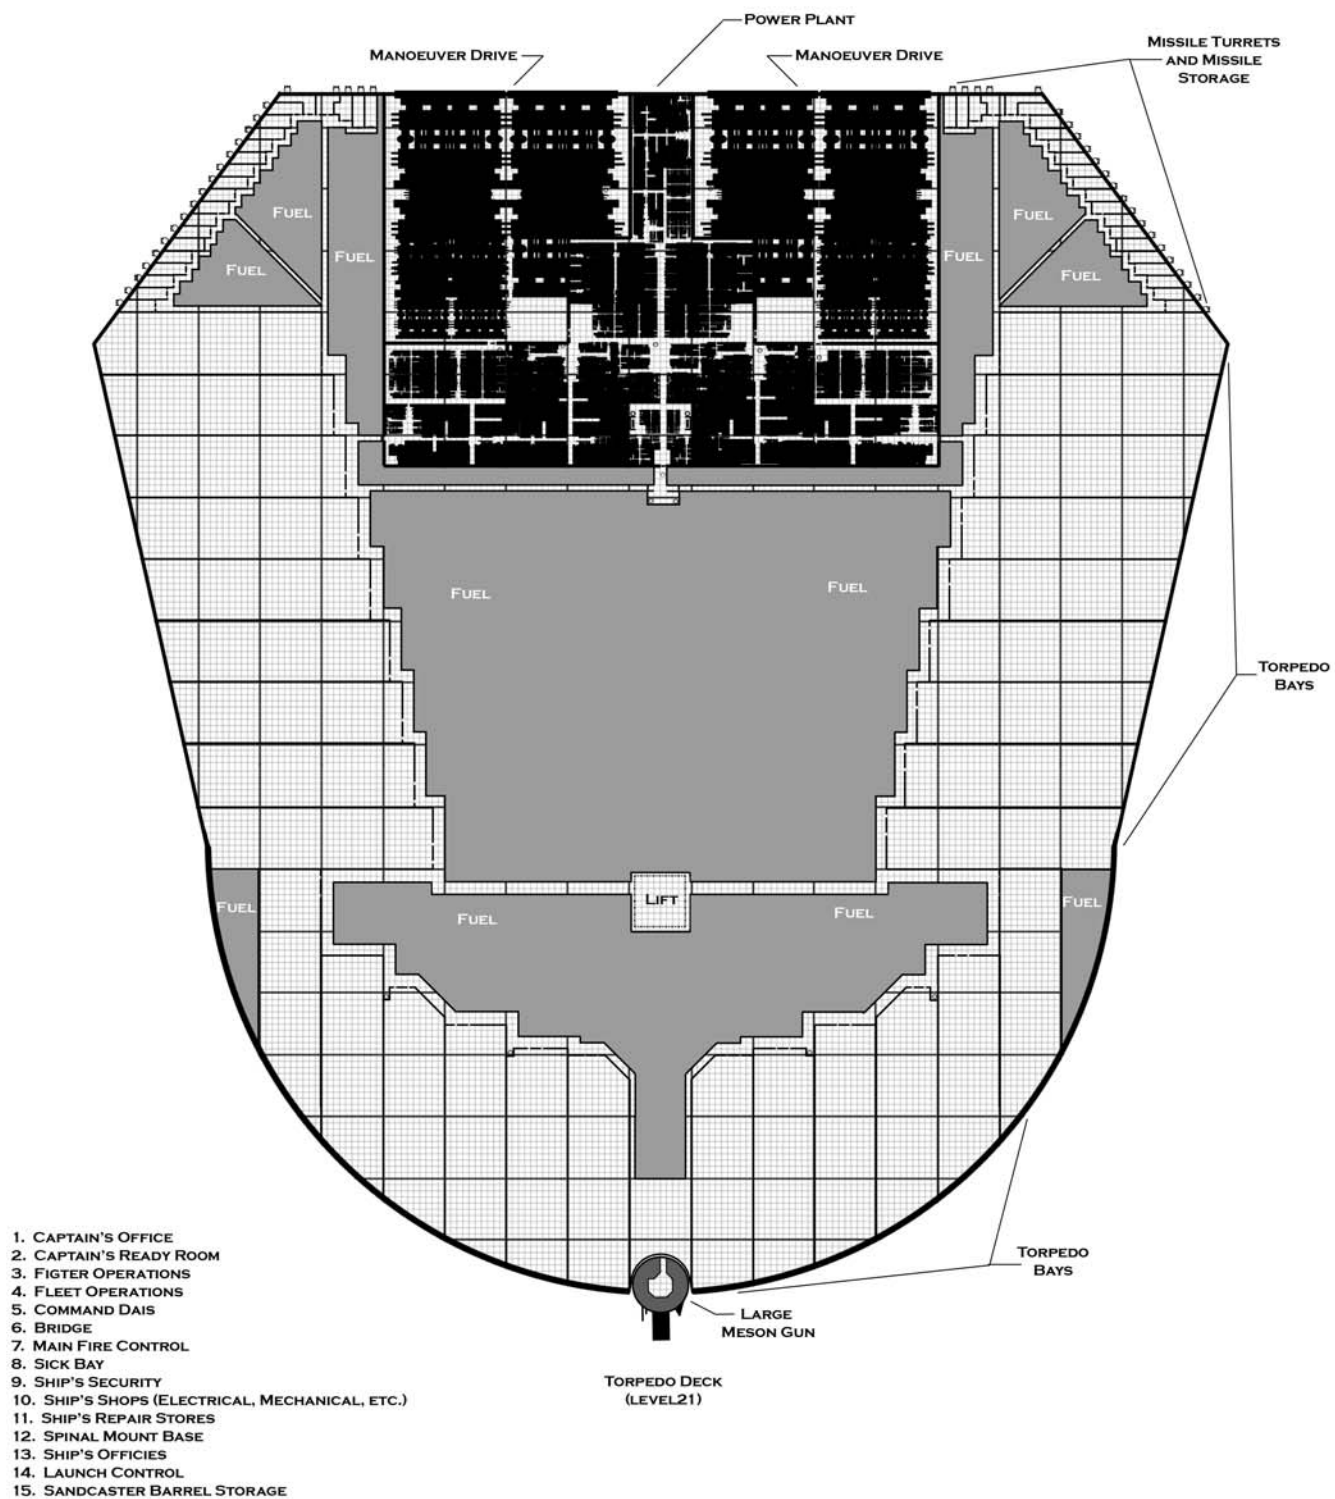 POWER PLANT
MANOEUVER DRIVE
MANOEUVER DRIVE
MISSILE TURRETS
AND MISSILE
STORAGE
FUEL
FUEL
FUEL
FUEL
FUEL
FUEL
FUEL
FUEL
TORPEDO
BAYS
FUEL
LIFT
FUEL
FUEL
FUEL
TORPEDO
BAYS
LARGE
MESON GUN
TORPEDO DECK
(LEVEL21)
1. CAPTAIN'S OFFICE
2. CAPTAIN'S READY ROOM
3. FIGTER OPERATIONS
4. FLEET OPERATIONS
5. COMMAND DAIS
6. BRIDGE
7. MAIN FIRE CONTROL
8. SICK BAY
9. SHIP'S SECURITY
10. SHIP'S SHOPS (ELECTRICAL, MECHANICAL, ETC.)
11. SHIP'S REPAIR STORES
12. SPINAL MOUNT BASE
13. SHIP'S OFFICIES
14. LAUNCH CONTROL
15. SANDCASTER BARREL STORAGE